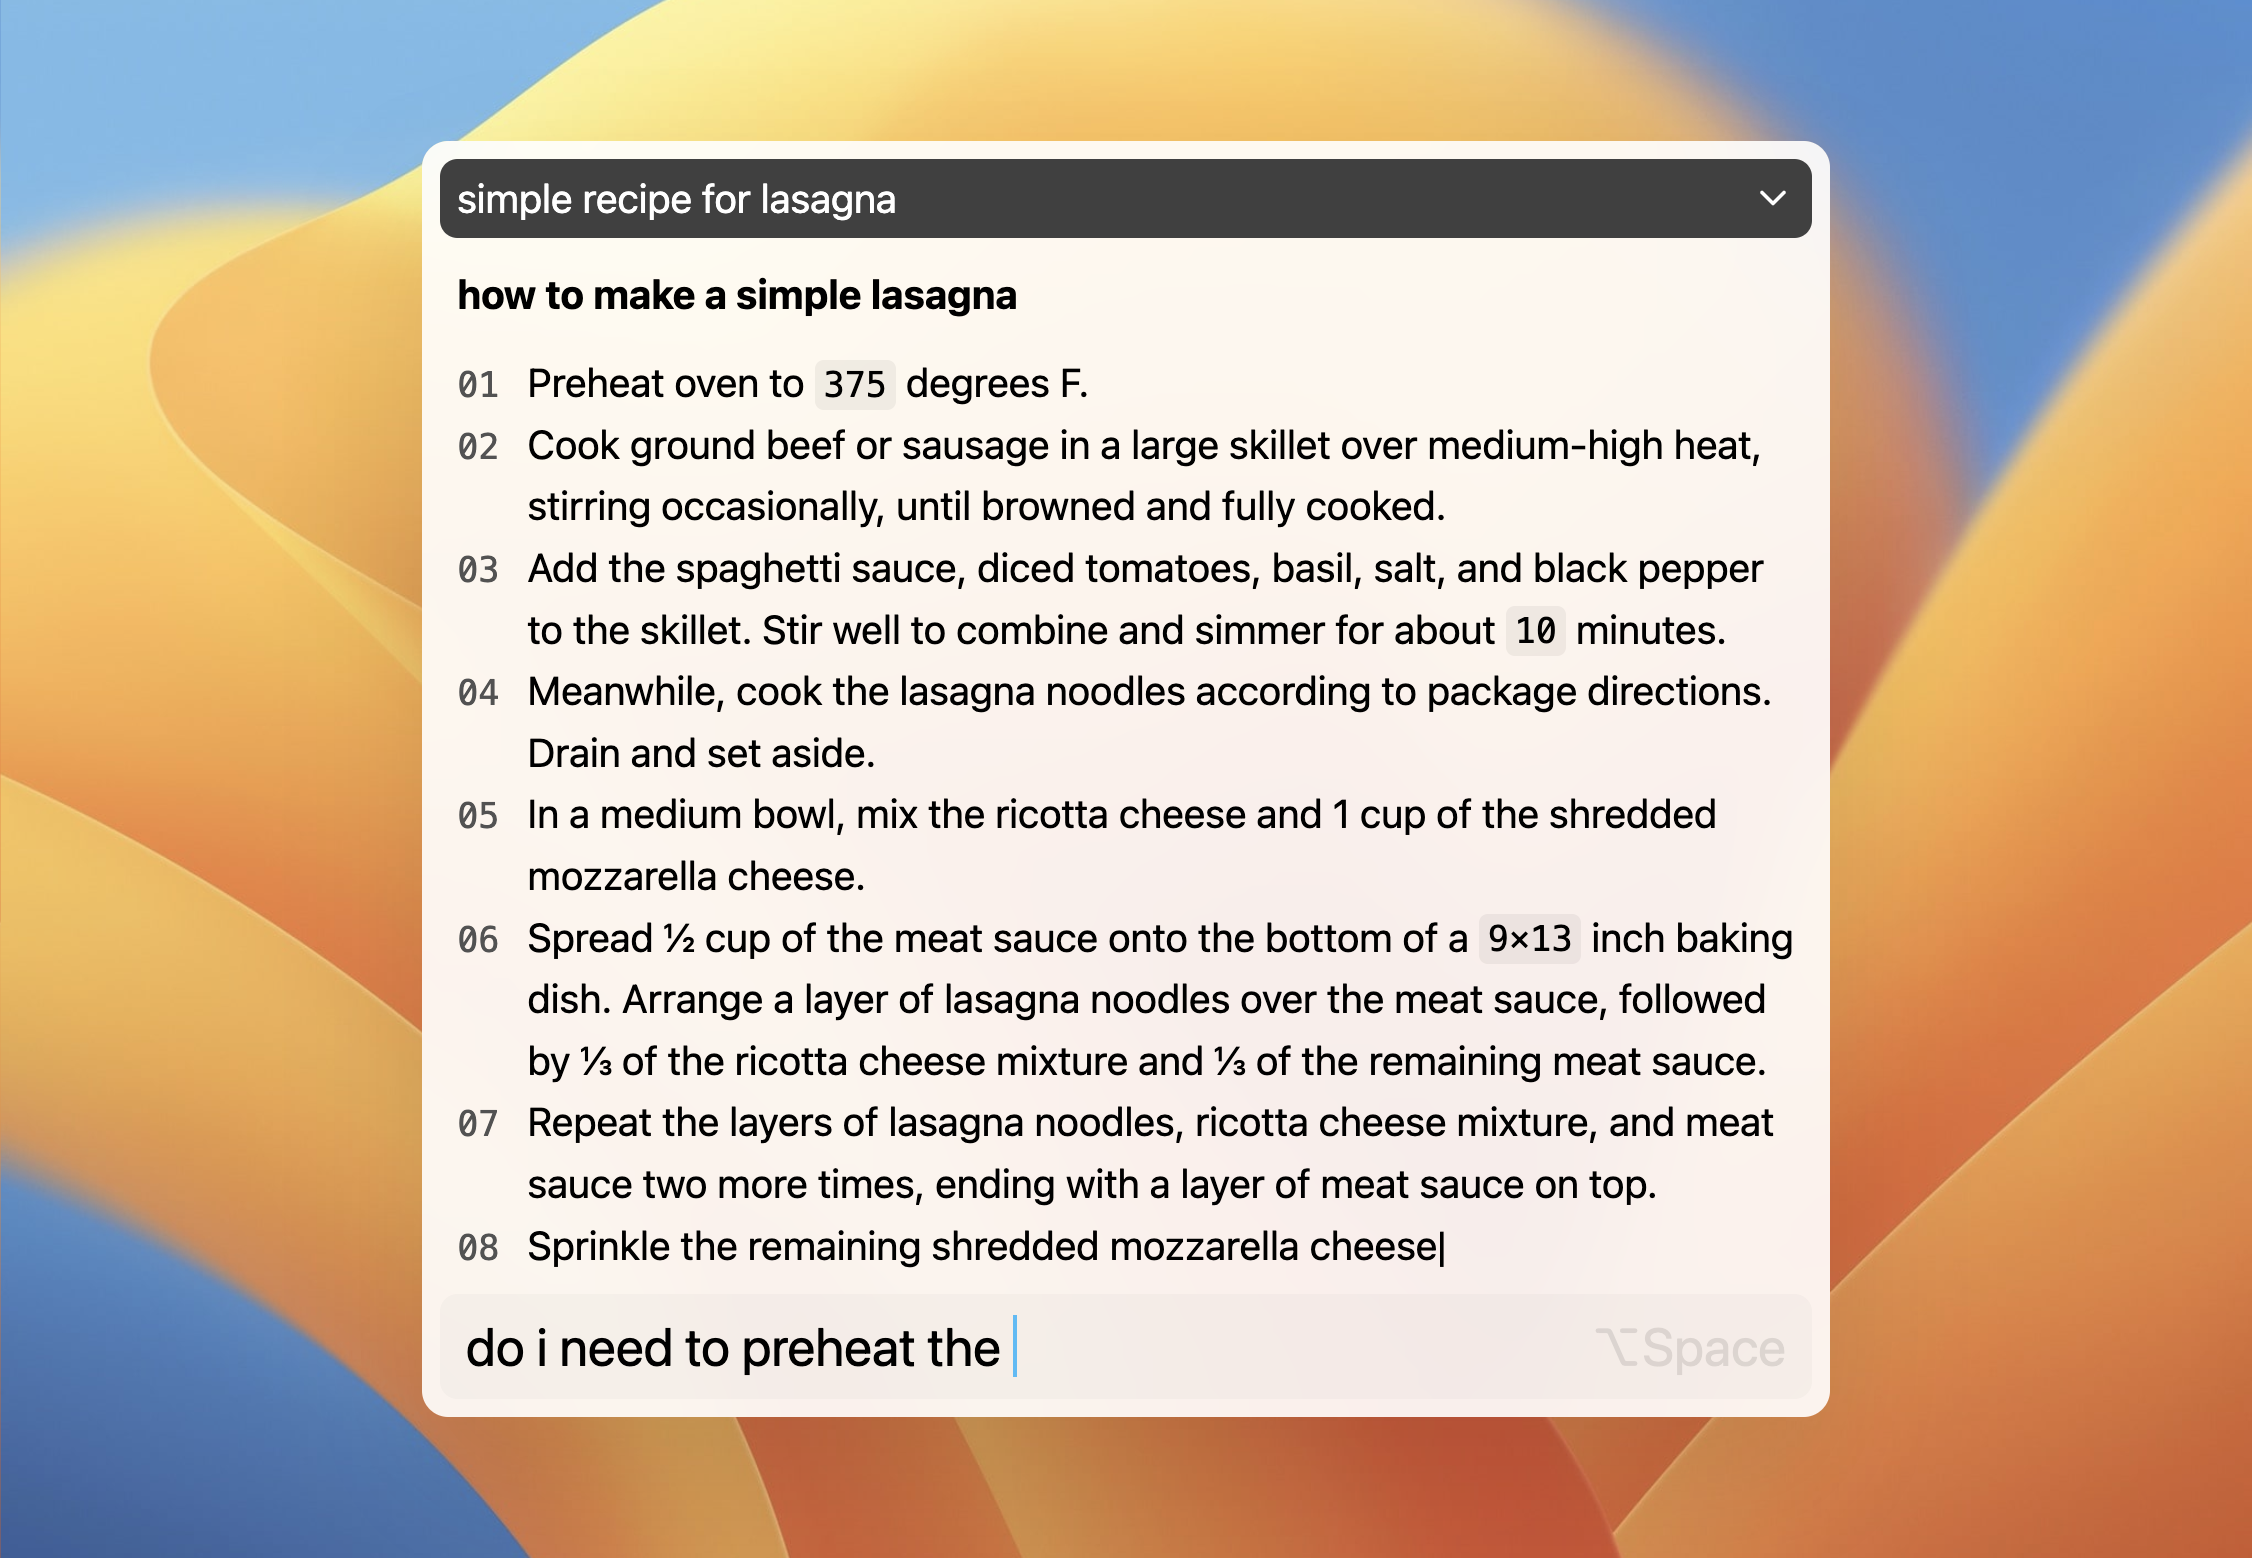 simple recipe for lasagna
how to make a simple lasagna
01 Preheat oven to 375 degrees F.
02 Cook ground beef or sausage in a large skillet over medium-high heat,
stirring occasionally, until browned and fully cooked.
03 Add the spaghetti sauce, diced tomatoes, basil, salt, and black pepper
to the skillet. Stir well to combine and simmer for about 10 minutes.
04 Meanwhile, cook the lasagna noodles according to package directions.
Drain and set aside.
05 In a medium bowl, mix the ricotta cheese and 1 cup of the shredded
mozzarella cheese.
06 Spread ½ cup of the meat sauce onto the bottom of a 9×13 inch baking
dish. Arrange a layer of lasagna noodles over the meat sauce, followed
by ⅓ of the ricotta cheese mixture and ⅓ of the remaining meat sauce.
07 Repeat the layers of lasagna noodles, ricotta cheese mixture, and meat
sauce two more times, ending with a layer of meat sauce on top.
08 Sprinkle the remaining shredded mozzarella cheese
do i need to preheat the ⌥Space